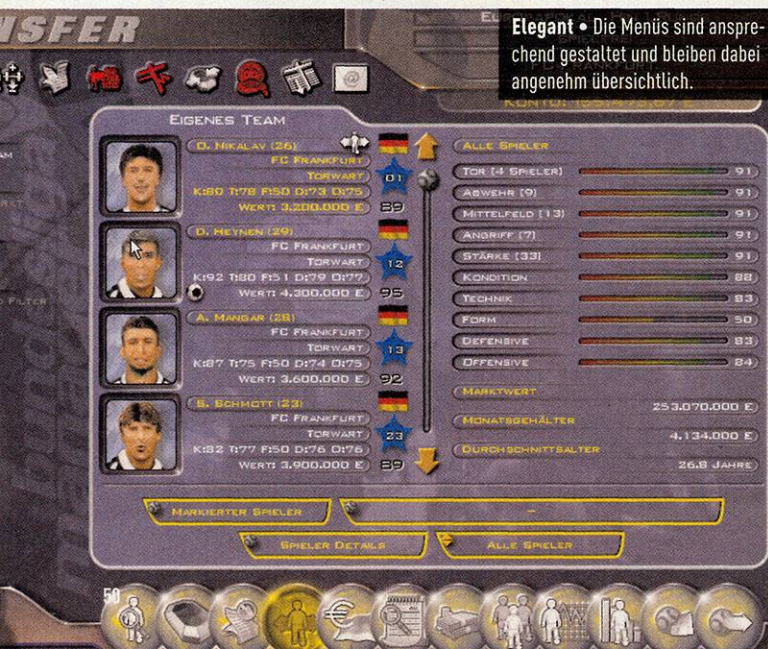 NSFER
Elegant • Die Menüs sind anspre-
chend gestaltet und bleiben dabei
angenehm übersichtlich.
EIGENES TEAM
D. NIKALAV (26)
FC FRANKFURT
TORWART
K:80 T:78 F:50 D:73 O:75
WERT: 3.200.000 E
01
89
D. HEYNEN (29)
FC FRANKFURT
TORWART
K:92 T:80 F:51 D:79 O:77
WERT: 4.300.000 E
12
95
A. MANGAR (28)
FC FRANKFURT
TORWART
K:87 T:75 F:50 D:74 O:75
WERT: 3.600.000 E
13
92
S. SCHMOTT (23)
FC FRANKFURT
TORWART
K:82 T:77 F:50 D:76 O:76
WERT: 3.900.000 E
23
89
ALLE SPIELER
TOR (4 SPIELER) 91
ABWEHR (9) 91
MITTELFELD (13) 91
ANGRIFF (7) 91
STÄRKE (33) 91
KONDITION 88
TECHNIK 83
FORM 50
DEFENSIVE 83
OFFENSIVE 84
MARKTWERT
253.070.000 E
MONATSGEHÄLTER
4.134.000 E
DURCHSCHNITTSALTER
26.8 JAHRE
MARKIERTER SPIELER
–
SPIELER DETAILS
ALLE SPIELER
50